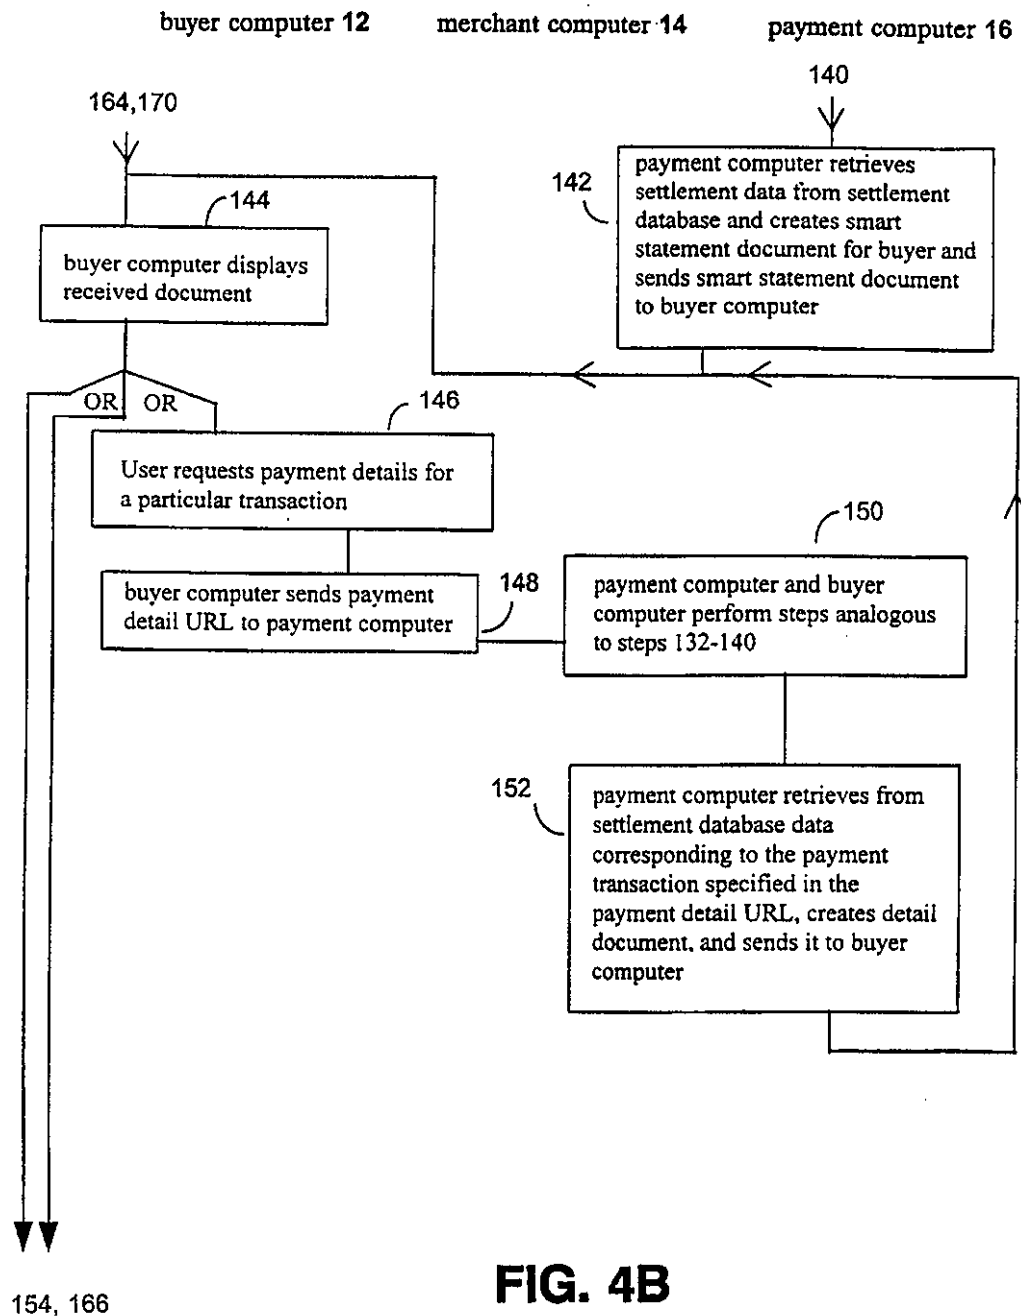 buyer computer 12 merchant computer 14 payment computer 16
140
164,170
payment computer retrieves
settlement data from settlement
database and creates smart
statement document for buyer and
sends smart statement document
to buyer computer
142
144
buyer computer displays
received document
OR OR
146
User requests payment details for
a particular transaction
150
buyer computer sends payment
detail URL to payment computer
148
payment computer and buyer
computer perform steps analogous
to steps 132-140
152
payment computer retrieves from
settlement database data
corresponding to the payment
transaction specified in the
payment detail URL, creates detail
document, and sends it to buyer
computer
154, 166
FIG. 4B